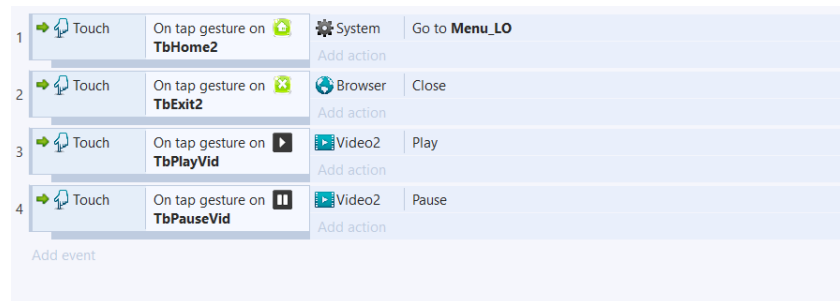 1 Touch On tap gesture on TbHome2 System Go to Menu_LO
Add action
2 Touch On tap gesture on TbExit2 Browser Close
Add action
3 Touch On tap gesture on TbPlayVid Video2 Play
Add action
4 Touch On tap gesture on TbPauseVid Video2 Pause
Add action
Add event